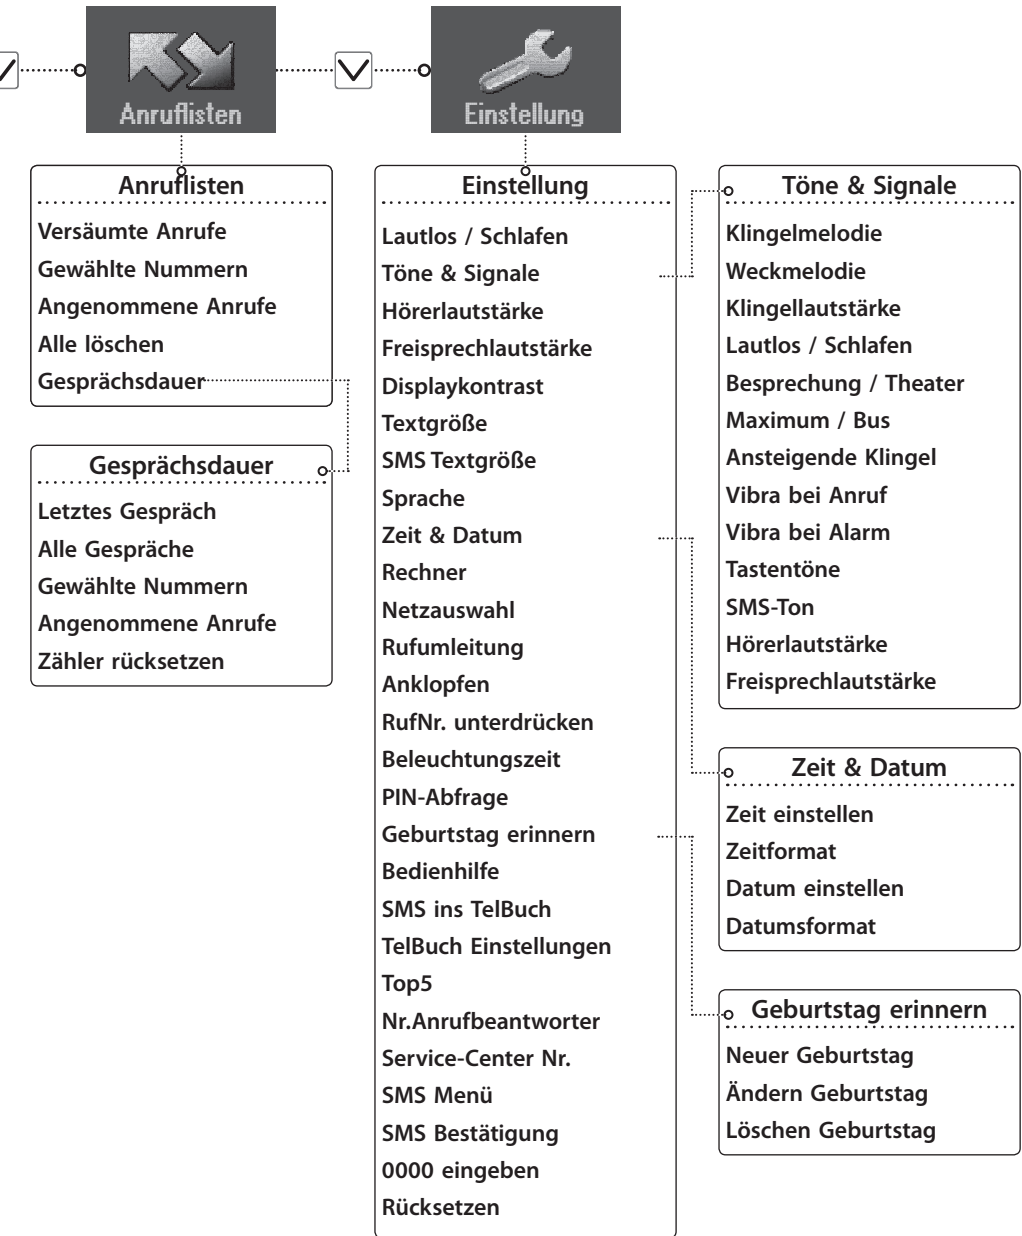 Anruflisten
Einstellung
Anruflisten
Versäumte Anrufe
Gewählte Nummern
Angenommene Anrufe
Alle löschen
Gesprächsdauer
Gesprächsdauer
Letztes Gespräch
Alle Gespräche
Gewählte Nummern
Angenommene Anrufe
Zähler rücksetzen
Einstellung
Lautlos / Schlafen
Töne & Signale
Hörerlautstärke
Freisprechlautstärke
Displaykontrast
Textgröße
SMS Textgröße
Sprache
Zeit & Datum
Rechner
Netzauswahl
Rufumleitung
Anklopfen
RufNr. unterdrücken
Beleuchtungszeit
PIN-Abfrage
Geburtstag erinnern
Bedienhilfe
SMS ins TelBuch
TelBuch Einstellungen
Top5
Nr.Anrufbeantworter
Service-Center Nr.
SMS Menü
SMS Bestätigung
0000 eingeben
Rücksetzen
Töne & Signale
Klingelmelodie
Weckmelodie
Klingellautstärke
Lautlos / Schlafen
Besprechung / Theater
Maximum / Bus
Ansteigende Klingel
Vibra bei Anruf
Vibra bei Alarm
Tastentöne
SMS-Ton
Hörerlautstärke
Freisprechlautstärke
Zeit & Datum
Zeit einstellen
Zeitformat
Datum einstellen
Datumsformat
Geburtstag erinnern
Neuer Geburtstag
Ändern Geburtstag
Löschen Geburtstag